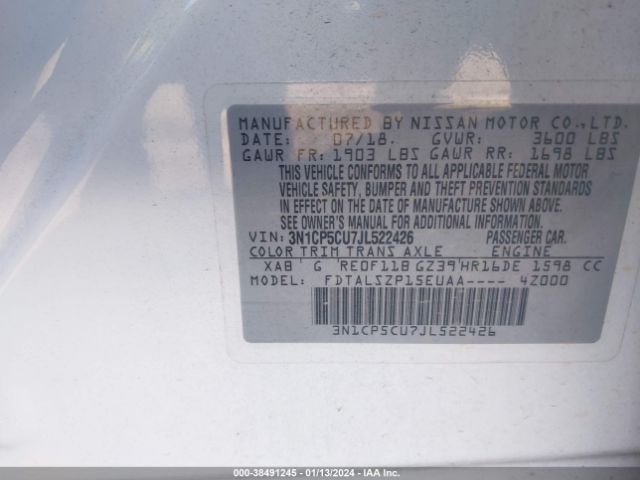 MANUFACTURED BY NISSAN MOTOR CO.,LTD.
DATE: 07/18. GVWR: 3600 LBS
GAWR FR: 1903 LBS GAWR RR: 1698 LBS
THIS VEHICLE CONFORMS TO ALL APPLICABLE FEDERAL MOTOR
VEHICLE SAFETY, BUMPER AND THEFT PREVENTION STANDARDS
IN EFFECT ON THE DATE OF MANUFACTURE SHOWN ABOVE.
SEE OWNER'S MANUAL FOR ADDITIONAL INFORMATION.
VIN: 3N1CP5CU7JL522426 PASSENGER CAR.
COLOR TRIM TRANS AXLE ENGINE
XAB G RE0F11B GZ39 HR16DE 1598 CC
MODEL: FDTALSZP15EUAA---- 4Z000
3N1CP5CU7JL522426
000-38491245 - 01/13/2024 - IAA Inc.